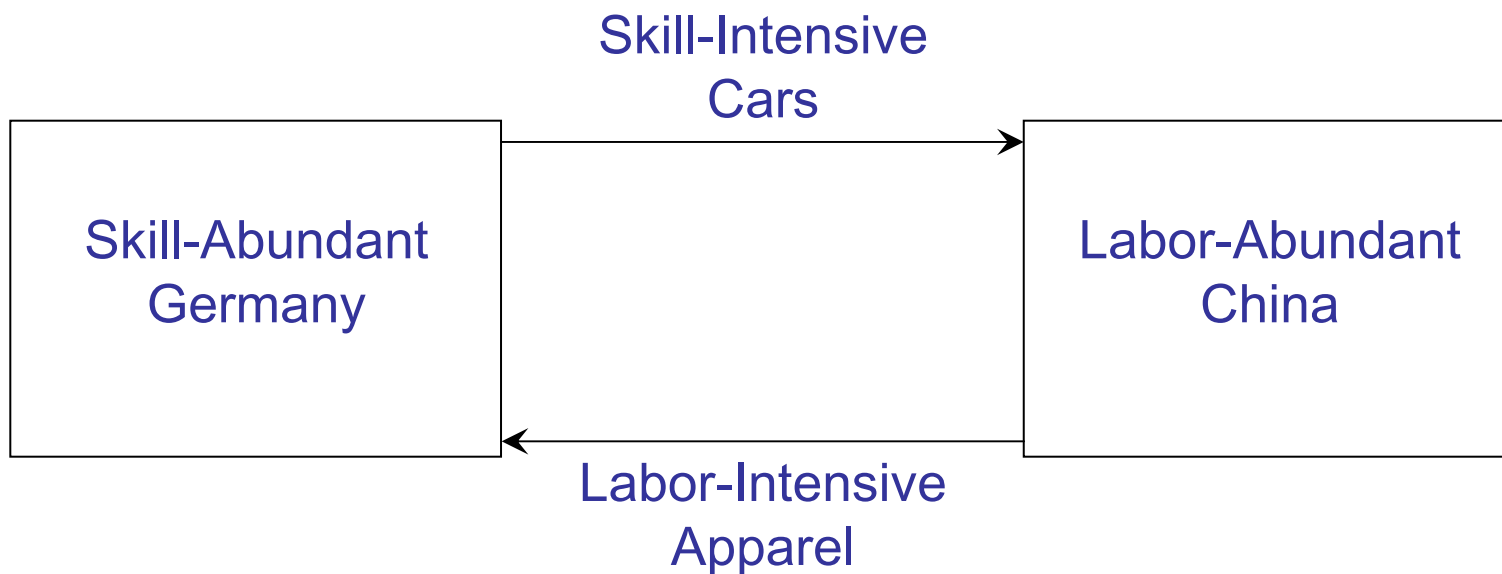 Skill-Intensive
Cars
Skill-Abundant
Germany
Labor-Abundant
China
Labor-Intensive
Apparel